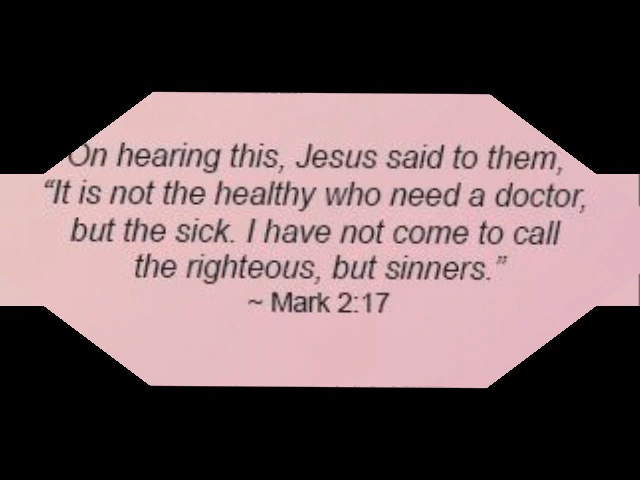 On hearing this, Jesus said to them,
“It is not the healthy who need a doctor,
but the sick. I have not come to call
the righteous, but sinners.”
~ Mark 2:17